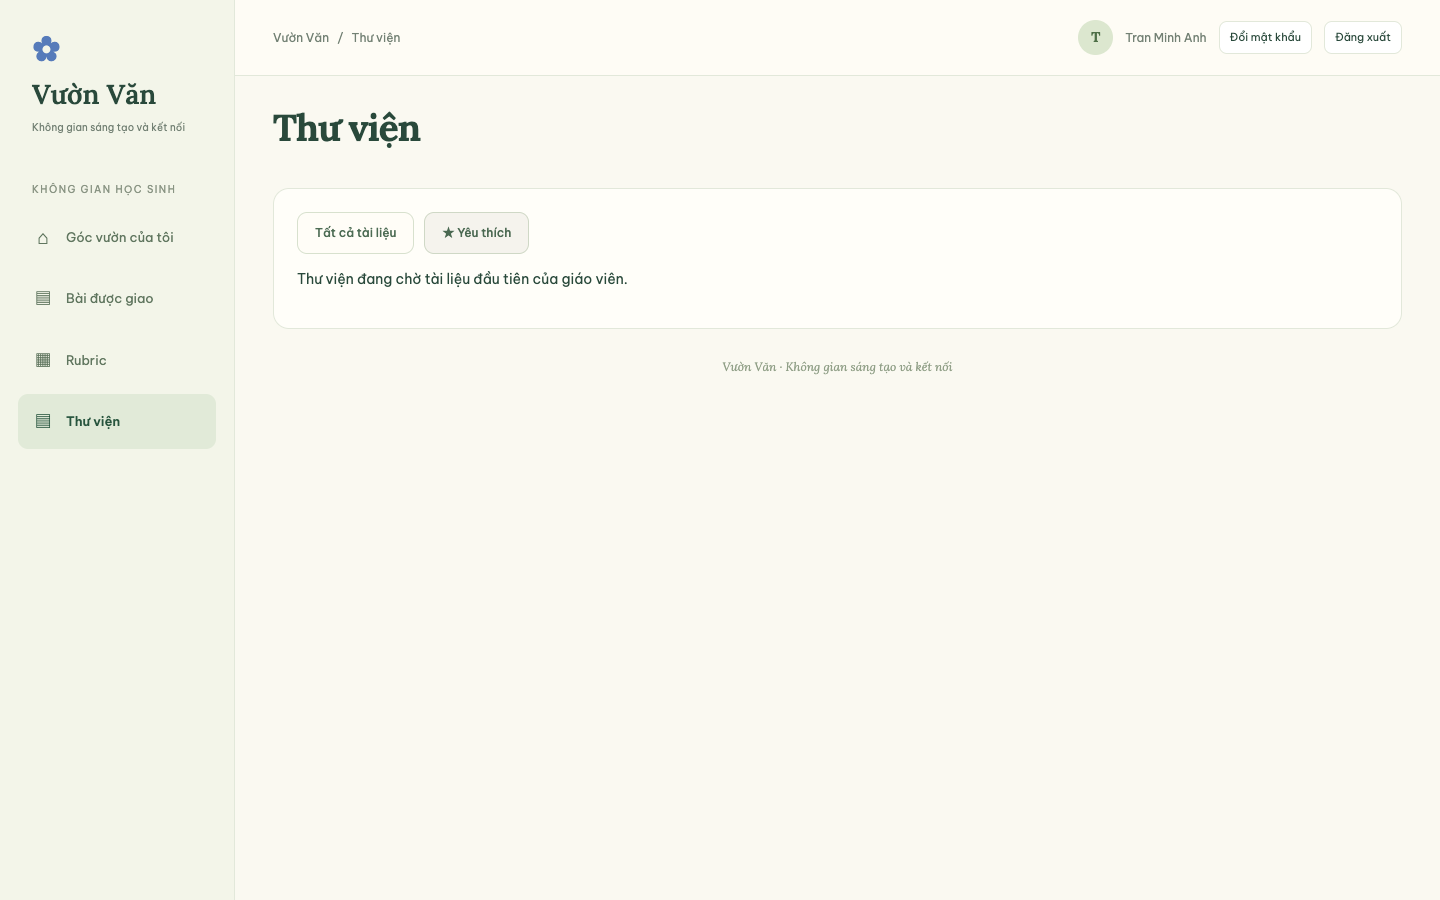 Vườn Văn
Không gian sáng tạo và kết nối
KHÔNG GIAN HỌC SINH
Góc vườn của tôi
Bài được giao
Rubric
Thư viện
Vườn Văn / Thư viện
T
Tran Minh Anh
Đổi mật khẩu
Đăng xuất
Thư viện
Tất cả tài liệu
★ Yêu thích
Thư viện đang chờ tài liệu đầu tiên của giáo viên.
Vườn Văn · Không gian sáng tạo và kết nối